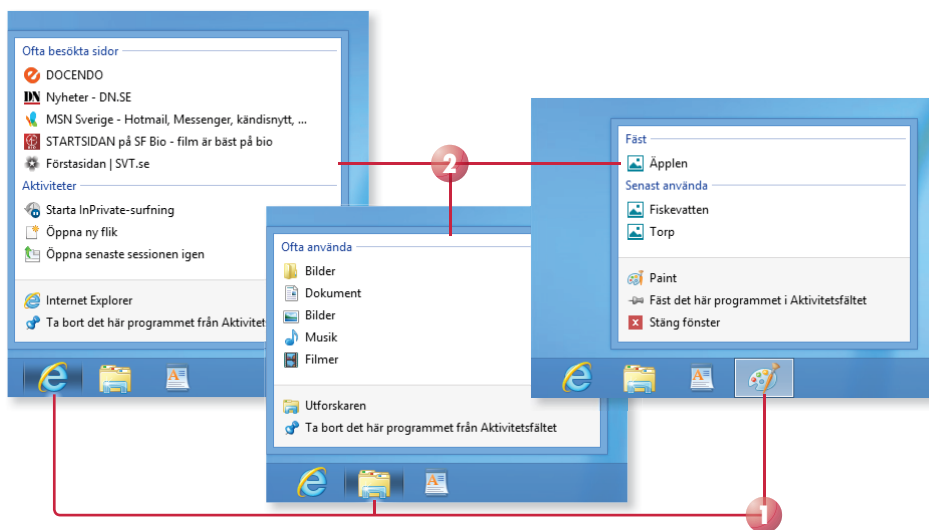 Ofta besökta sidor
DOCENDO
DN Nyheter - DN.SE
MSN Sverige - Hotmail, Messenger, kändisnytt, ...
STARTSIDAN på SF Bio - film är bäst på bio
Förstasidan | SVT.se
Aktiviteter
Starta InPrivate-surfning
Öppna ny flik
Öppna senaste sessionen igen
Internet Explorer
Ta bort det här programmet från Aktivitet
Ofta använda
Bilder
Dokument
Bilder
Musik
Filmer
Utforskaren
Ta bort det här programmet från Aktivitetsfältet
Fäst
Äpplen
Senast använda
Fiskevatten
Torp
Paint
Fäst det här programmet i Aktivitetsfältet
Stäng fönster
2
1